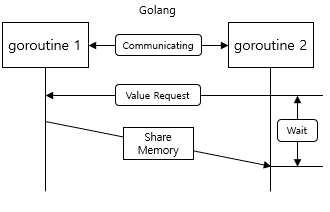 Golang
goroutine 1
Communicating
goroutine 2
Value Request
Wait
Share
Memory